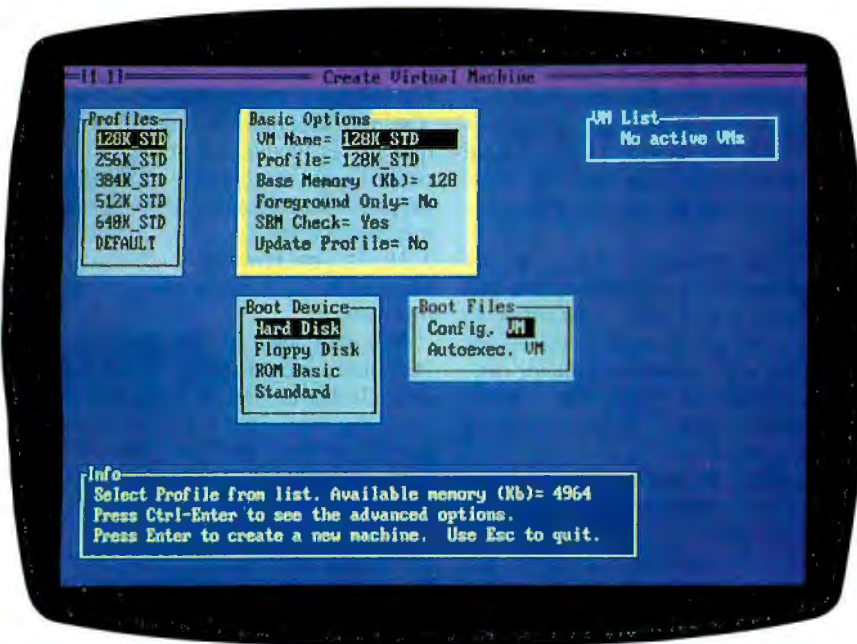 [1.1] Create Virtual Machine
Profiles
128K_STD
256K_STD
384K_STD
512K_STD
640K_STD
DEFAULT
Basic Options
VM Name= 128K_STD
Profile= 128K_STD
Base Memory (Kb)= 128
Foreground Only= No
SRM Check= Yes
Update Profile= No
VM List
No active VMs
Boot Device
Hard Disk
Floppy Disk
ROM Basic
Standard
Boot Files
Config. VM
Autoexec. VM
Info
Select Profile from list. Available memory (Kb)= 4964
Press Ctrl-Enter to see the advanced options.
Press Enter to create a new machine. Use Esc to quit.